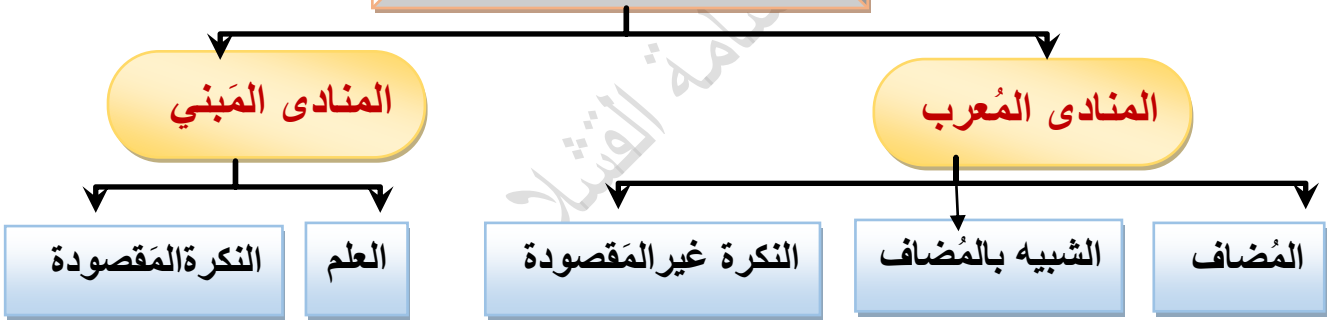 المنادى المُعرب
المنادى المَبني
المُضاف
الشبيه بالمُضاف
النكرة غيرالمَقصودة
العلم
النكرةالمَقصودة